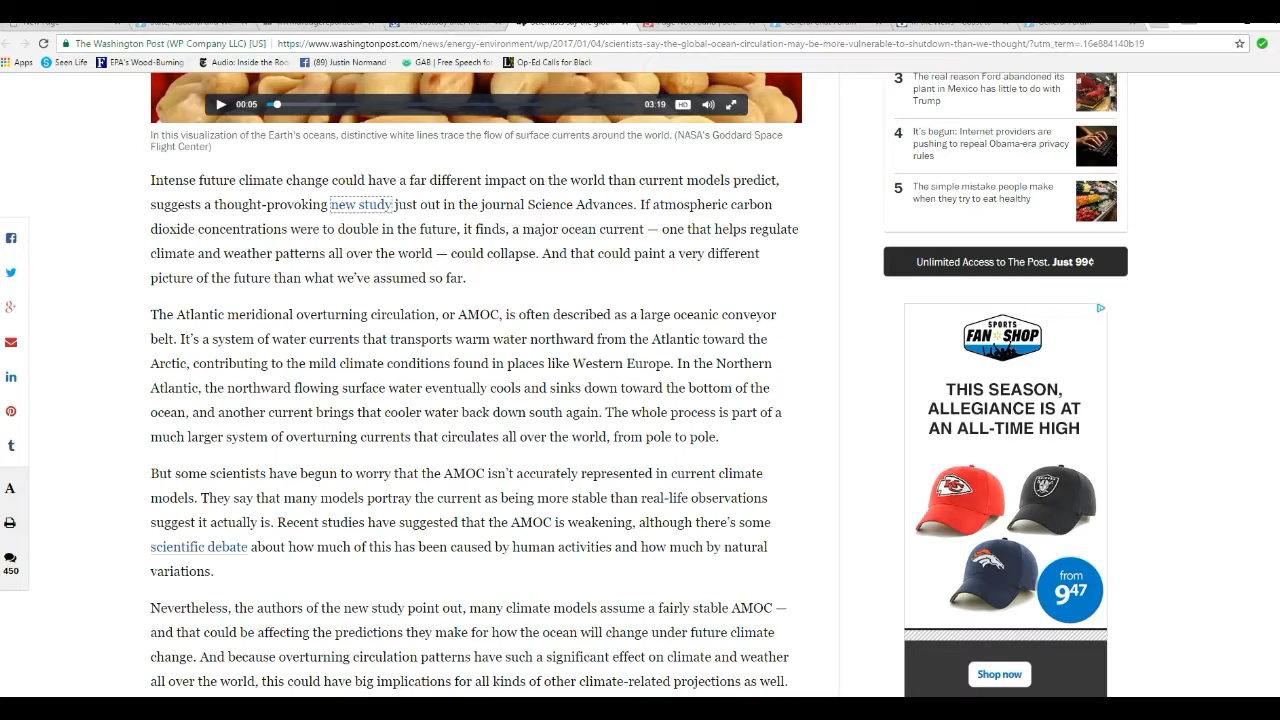 The Washington Post (WP Company LLC) [US]
https://www.washingtonpost.com/news/energy-environment/wp/2017/01/04/scientists-say-the-global-ocean-circulation-may-be-more-vulnerable-to-shutdown-than-we-thought/?utm_term=.16e884140b19
Apps Seen Life EPA's Wood-Burning Audio: Inside the Roo (89) Justin Normand GAB | Free Speech for Op-Ed Calls for Black
00:05 03:19 HD
In this visualization of the Earth's oceans, distinctive white lines trace the flow of surface currents around the world. (NASA's Goddard Space
Flight Center)
Intense future climate change could have a far different impact on the world than current models predict,
suggests a thought-provoking new study just out in the journal Science Advances. If atmospheric carbon
dioxide concentrations were to double in the future, it finds, a major ocean current — one that helps regulate
climate and weather patterns all over the world — could collapse. And that could paint a very different
picture of the future than what we've assumed so far.
The Atlantic meridional overturning circulation, or AMOC, is often described as a large oceanic conveyor
belt. It's a system of water currents that transports warm water northward from the Atlantic toward the
Arctic, contributing to the mild climate conditions found in places like Western Europe. In the Northern
Atlantic, the northward flowing surface water eventually cools and sinks down toward the bottom of the
ocean, and another current brings that cooler water back down south again. The whole process is part of a
much larger system of overturning currents that circulates all over the world, from pole to pole.
But some scientists have begun to worry that the AMOC isn't accurately represented in current climate
models. They say that many models portray the current as being more stable than real-life observations
suggest it actually is. Recent studies have suggested that the AMOC is weakening, although there's some
scientific debate about how much of this has been caused by human activities and how much by natural
variations.
Nevertheless, the authors of the new study point out, many climate models assume a fairly stable AMOC —
and that could be affecting the predictions they make for how the ocean will change under future climate
change. And because overturning circulation patterns have such a significant effect on climate and weather
all over the world, this could have big implications for all kinds of other climate-related projections as well.
A
450
3 The real reason Ford abandoned its
plant in Mexico has little to do with
Trump
4 It's begun: Internet providers are
pushing to repeal Obama-era privacy
rules
5 The simple mistake people make
when they try to eat healthy
Unlimited Access to The Post. Just 99¢
SPORTS
FAN SHOP
THIS SEASON,
ALLEGIANCE IS AT
AN ALL-TIME HIGH
from
9.47
Shop now